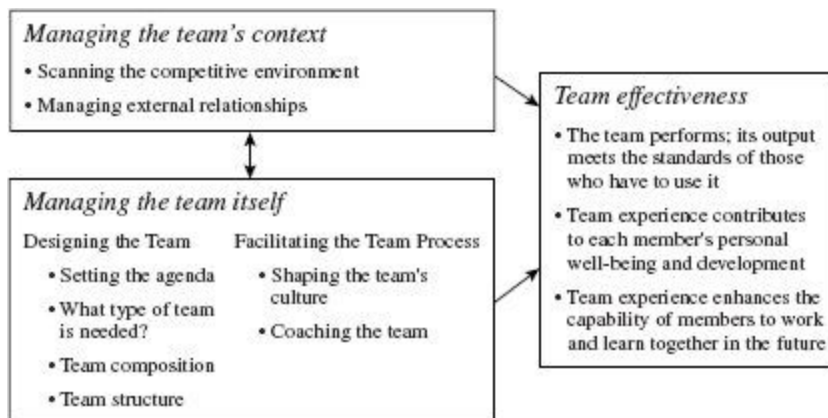 Managing the team's context
• Scanning the competitive environment
• Managing external relationships
Managing the team itself
Designing the Team
• Setting the agenda
• What type of team
is needed?
• Team composition
• Team structure
Facilitating the Team Process
• Shaping the team's
culture
• Coaching the team
Team effectiveness
• The team performs; its output
meets the standards of those
who have to use it
• Team experience contributes
to each member's personal
well-being and development
• Team experience enhances the
capability of members to work
and learn together in the future